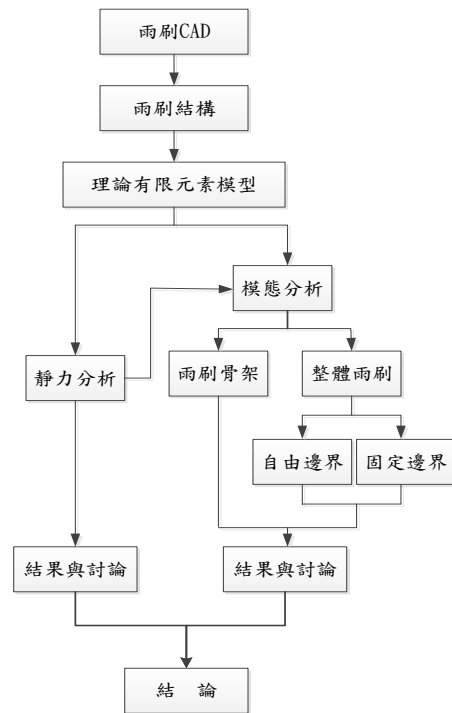 雨刷CAD
雨刷結構
理論有限元素模型
模態分析
靜力分析
雨刷骨架
整體雨刷
自由邊界
固定邊界
結果與討論
結果與討論
結　論